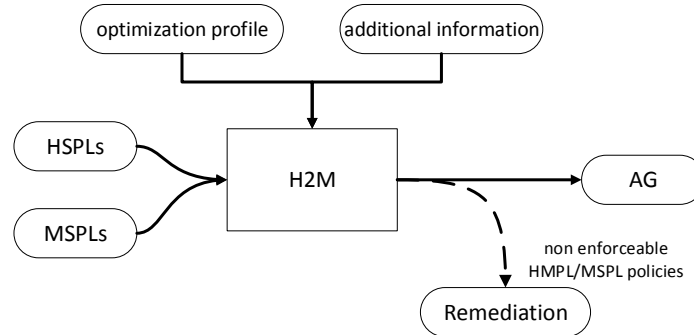 optimization profile
additional information
HSPLs
MSPLs
H2M
AG
non enforceable
HMPL/MSPL policies
Remediation